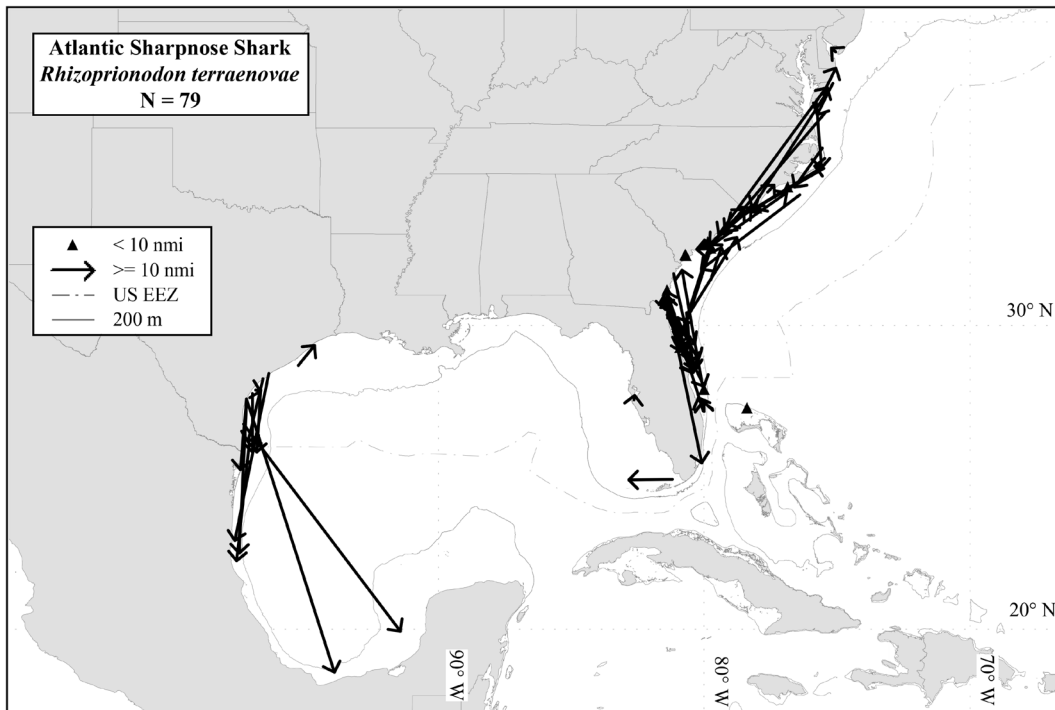 Atlantic Sharpnose Shark
Rhizoprionodon terraenovae
N = 79
< 10 nmi
>= 10 nmi
US EEZ
200 m
30° N
20° N
90° W
80° W
70° W